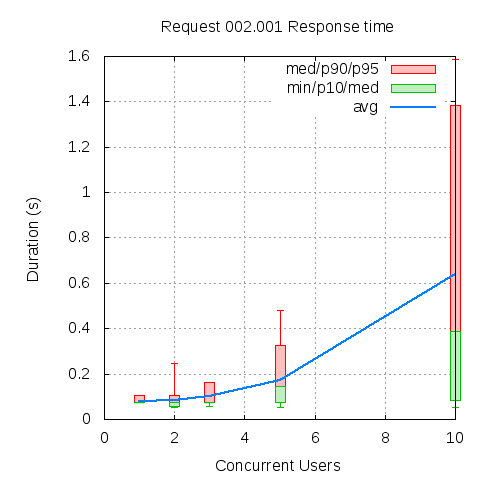 Request 002.001 Response time
med/p90/p95
min/p10/med
avg
1.6
1.4
1.2
1
0.8
0.6
0.4
0.2
0
Duration (s)
0 2 4 6 8 10
Concurrent Users